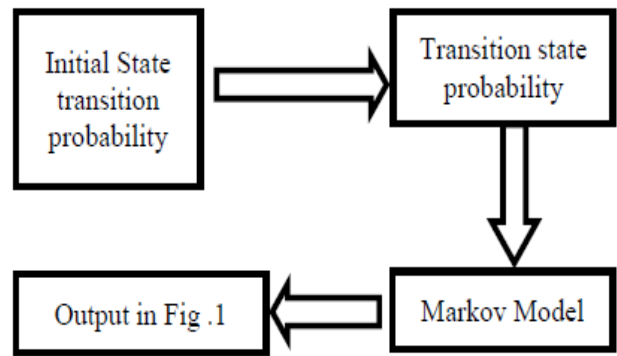 Initial State
transition
probability
Transition state
probability
Markov Model
Output in Fig .1